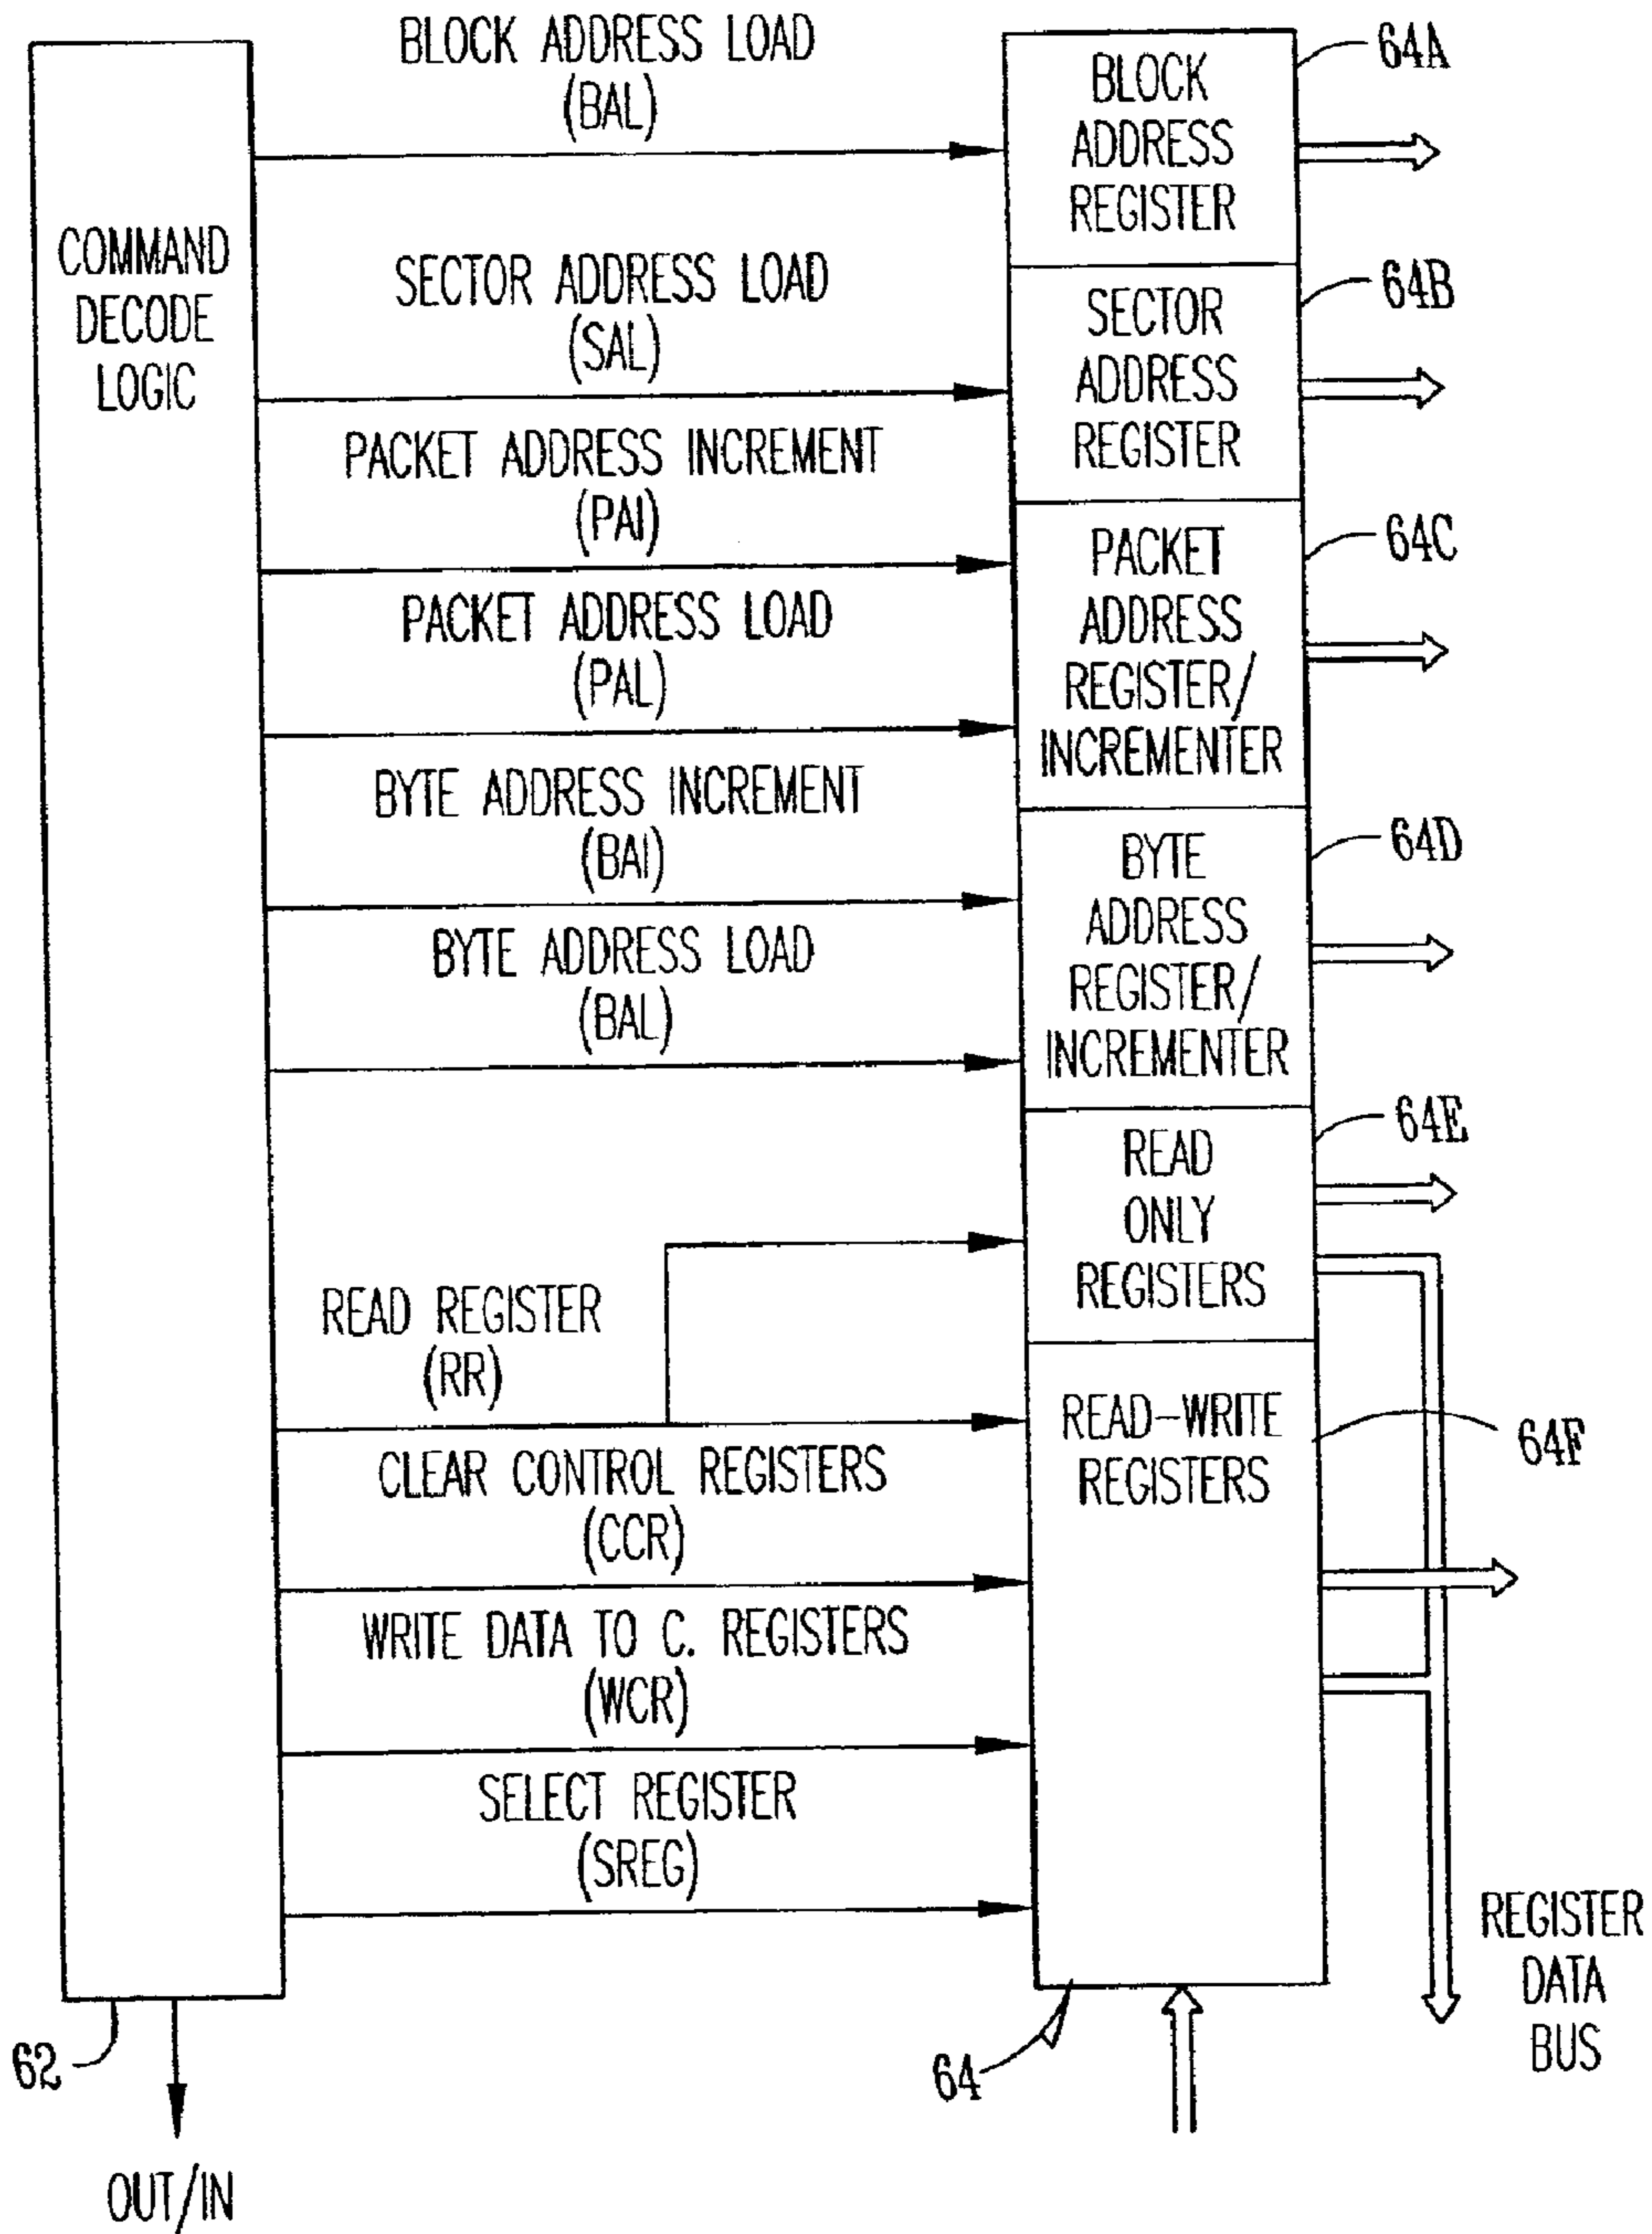 BLOCK ADDRESS LOAD
(BAL)
BLOCK
ADDRESS
REGISTER
64A
COMMAND
DECODE
LOGIC
SECTOR ADDRESS LOAD
(SAL)
SECTOR
ADDRESS
REGISTER
64B
PACKET ADDRESS INCREMENT
(PAI)
PACKET ADDRESS LOAD
(PAL)
PACKET
ADDRESS
REGISTER/
INCREMENTER
64C
BYTE ADDRESS INCREMENT
(BAI)
BYTE ADDRESS LOAD
(BAL)
BYTE
ADDRESS
REGISTER/
INCREMENTER
64D
READ
ONLY
REGISTERS
64E
READ REGISTER
(RR)
READ-WRITE
REGISTERS
64F
CLEAR CONTROL REGISTERS
(CCR)
WRITE DATA TO C. REGISTERS
(WCR)
SELECT REGISTER
(SREG)
REGISTER
DATA
BUS
62
64
OUT/IN